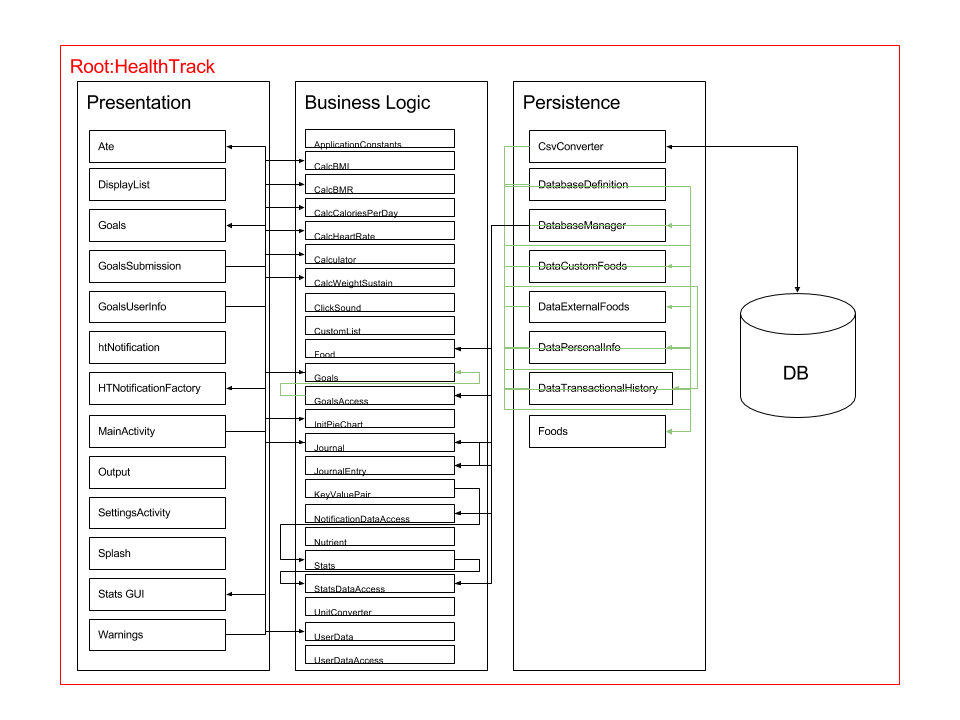 Root:HealthTrack
Presentation
Ate
DisplayList
Goals
GoalsSubmission
GoalsUserInfo
htNotification
HTNotificationFactory
MainActivity
Output
SettingsActivity
Splash
Stats GUI
Warnings
Business Logic
ApplicationConstants
CalcBMI
CalcBMR
CalcCaloriesPerDay
CalcHeartRate
Calculator
CalcWeightSustain
ClickSound
CustomList
Food
Goals
GoalsAccess
InitPieChart
Journal
JournalEntry
KeyValuePair
NotificationDataAccess
Nutrient
Stats
StatsDataAccess
UnitConverter
UserData
UserDataAccess
Persistence
CsvConverter
DatabaseDefinition
DatabaseManager
DataCustomFoods
DataExternalFoods
DataPersonalInfo
DataTransactionalHistory
Foods
DB